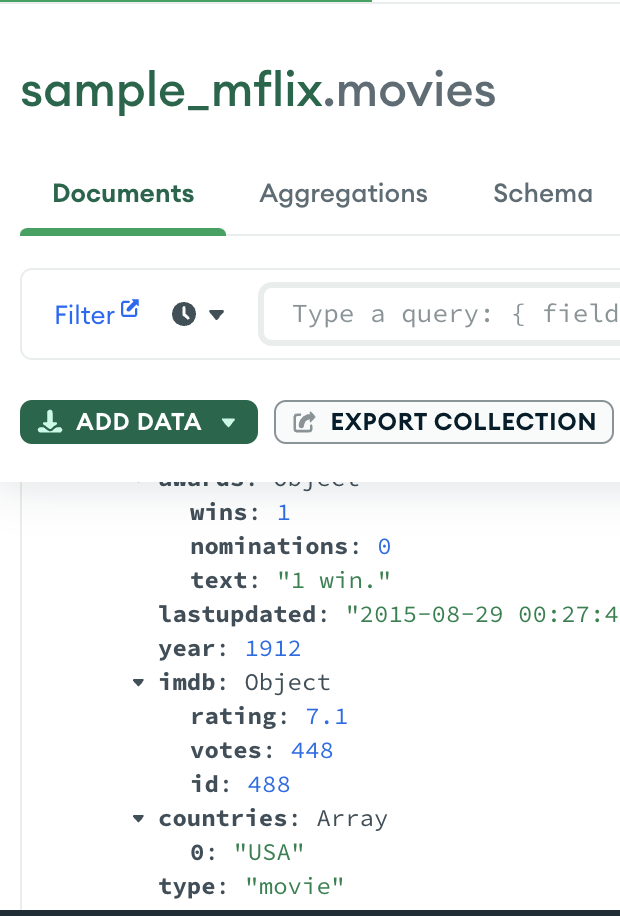 sample_mflix.movies
Documents Aggregations Schema
Filter Type a query: { field
ADD DATA EXPORT COLLECTION
awards: Object
wins: 1
nominations: 0
text: "1 win."
lastupdated: "2015-08-29 00:27:4
year: 1912
imdb: Object
rating: 7.1
votes: 448
id: 488
countries: Array
0: "USA"
type: "movie"